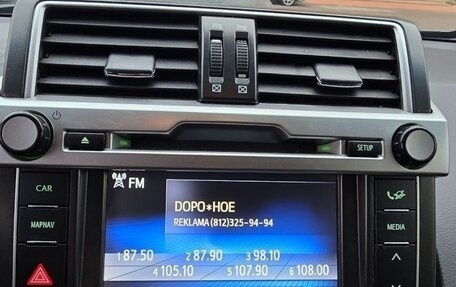 SETUP
CAR
FM
MAP NAV
MEDIA
DOPO*HOE
REKLAMA (812)325-94-94
1 87.50 2 87.90 3 98.10
4 105.10 5 107.90 6 108.00